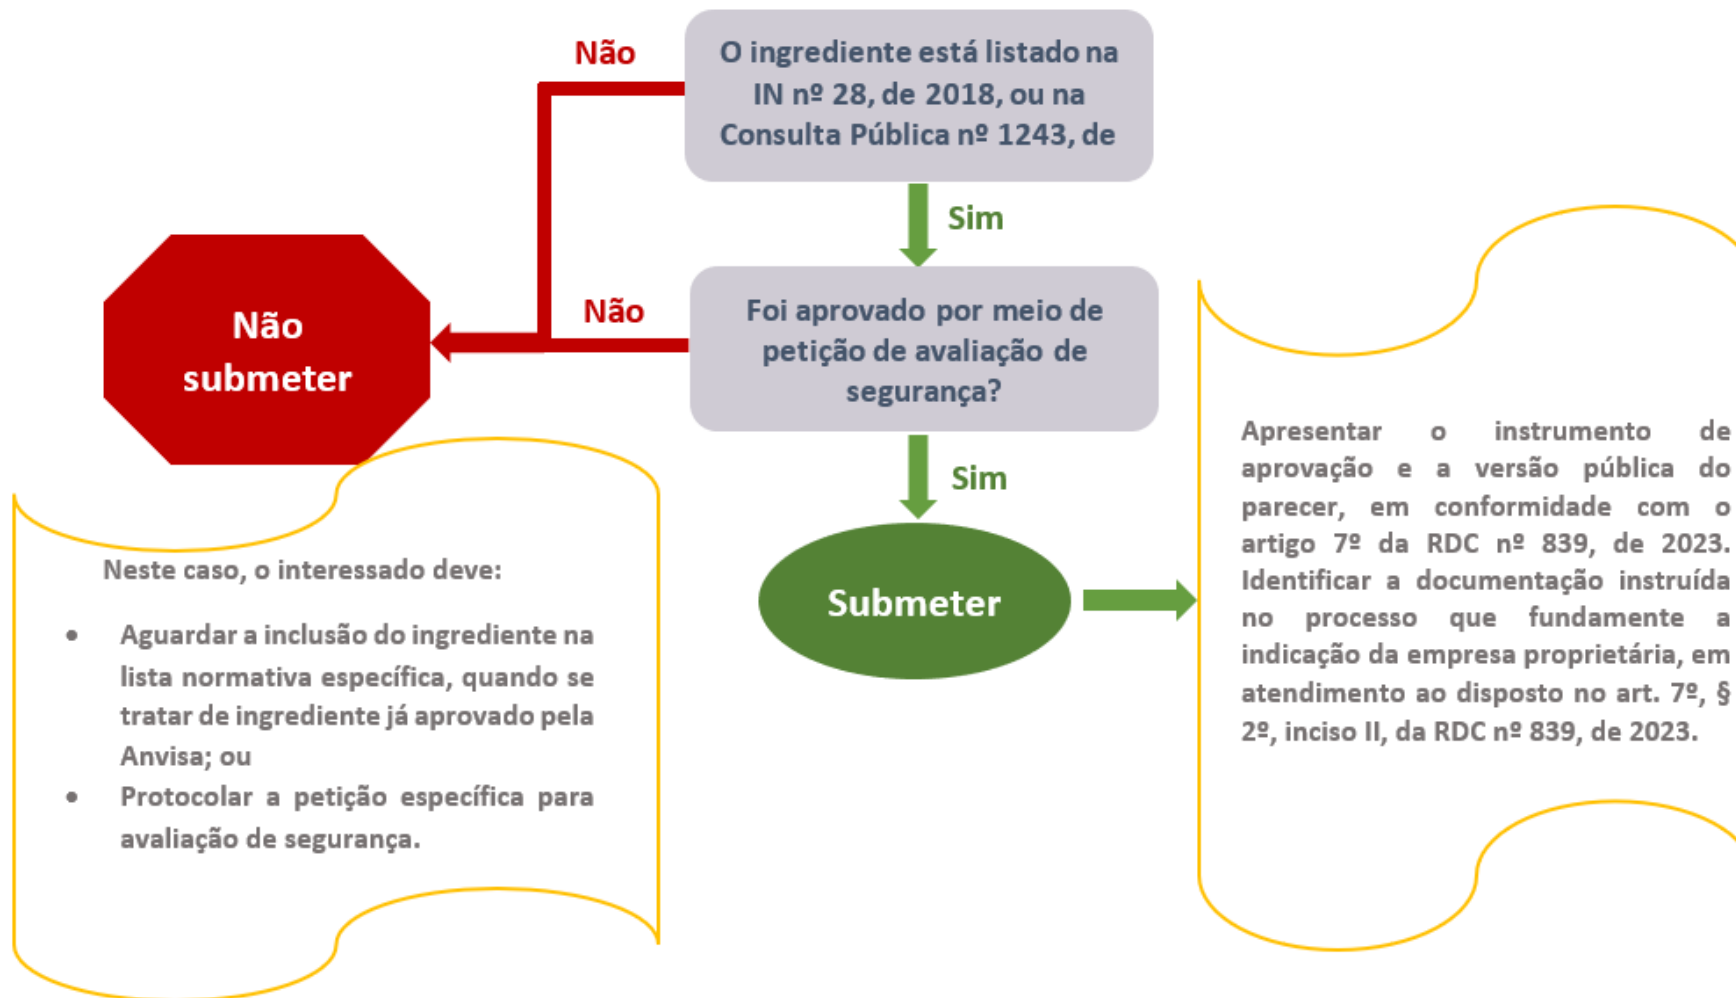 Não
O ingrediente está listado na
IN nº 28, de 2018, ou na
Consulta Pública nº 1243, de
Sim
Não
submeter
Não
Foi aprovado por meio de
petição de avaliação de
segurança?
Sim
Submeter
Neste caso, o interessado deve:
• Aguardar a inclusão do ingrediente na
lista normativa específica, quando se
tratar de ingrediente já aprovado pela
Anvisa; ou
• Protocolar a petição específica para
avaliação de segurança.
Apresentar o instrumento de
aprovação e a versão pública do
parecer, em conformidade com o
artigo 7º da RDC nº 839, de 2023.
Identificar a documentação instruída
no processo que fundamente a
indicação da empresa proprietária, em
atendimento ao disposto no art. 7º, §
2º, inciso II, da RDC nº 839, de 2023.